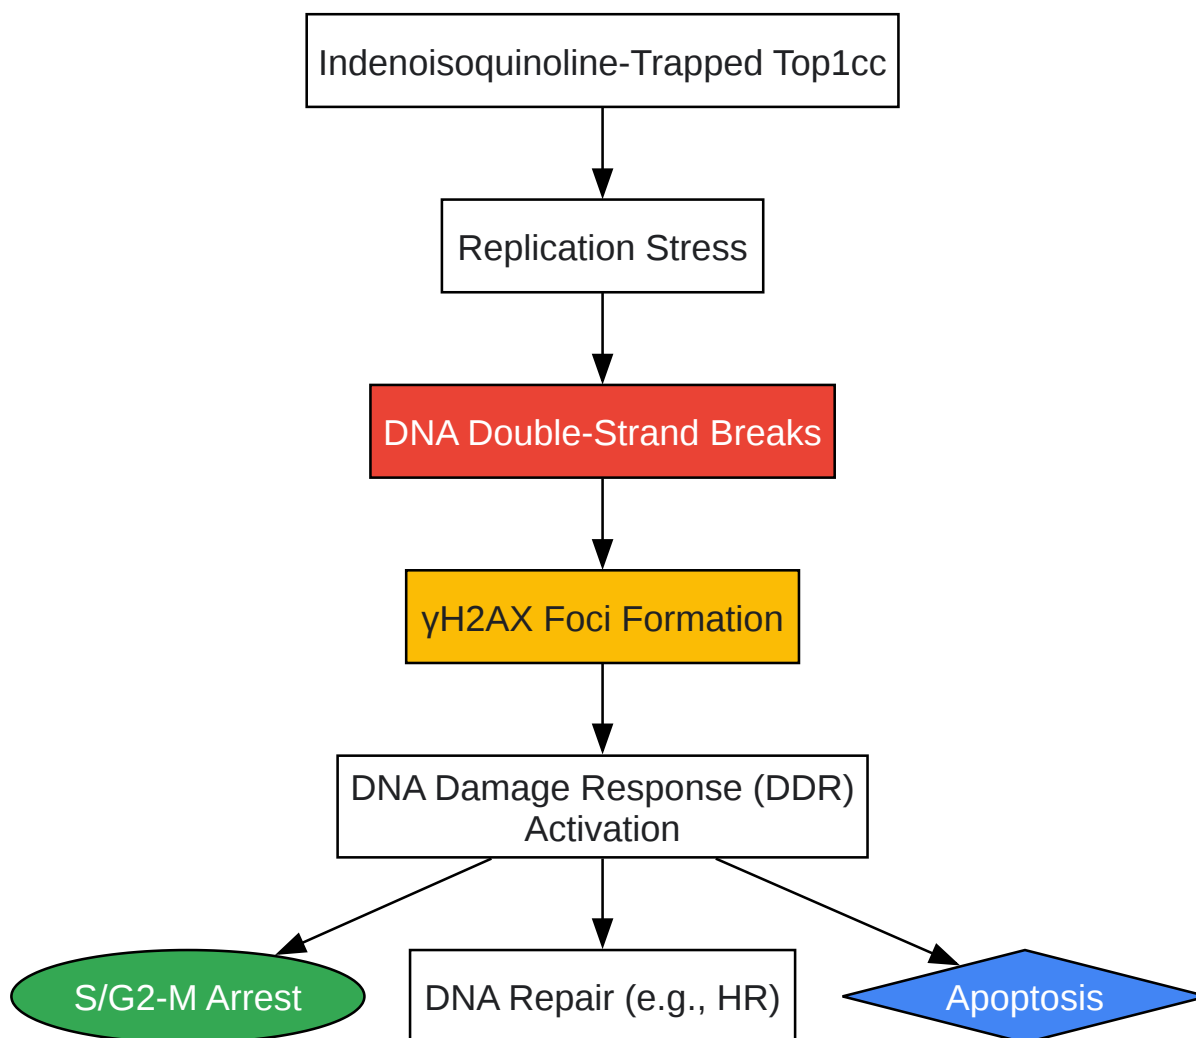 Indenoisoquinoline-Trapped Top1cc
Replication Stress
DNA Double-Strand Breaks
γH2AX Foci Formation
DNA Damage Response (DDR)
Activation
S/G2-M Arrest
DNA Repair (e.g., HR)
Apoptosis